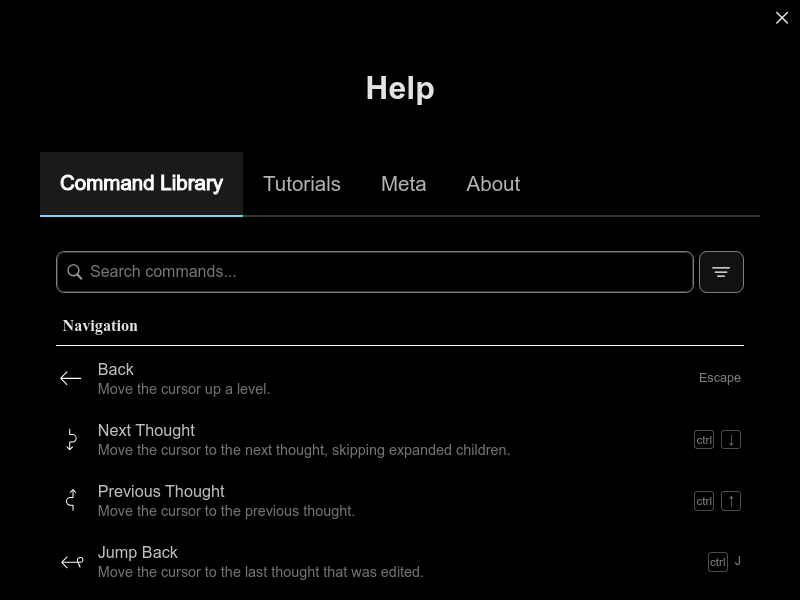 Help
Command Library Tutorials Meta About
Search commands...
Navigation
Back
Move the cursor up a level.
Escape
Next Thought
Move the cursor to the next thought, skipping expanded children.
ctrl ↓
Previous Thought
Move the cursor to the previous thought.
ctrl ↑
Jump Back
Move the cursor to the last thought that was edited.
ctrl J